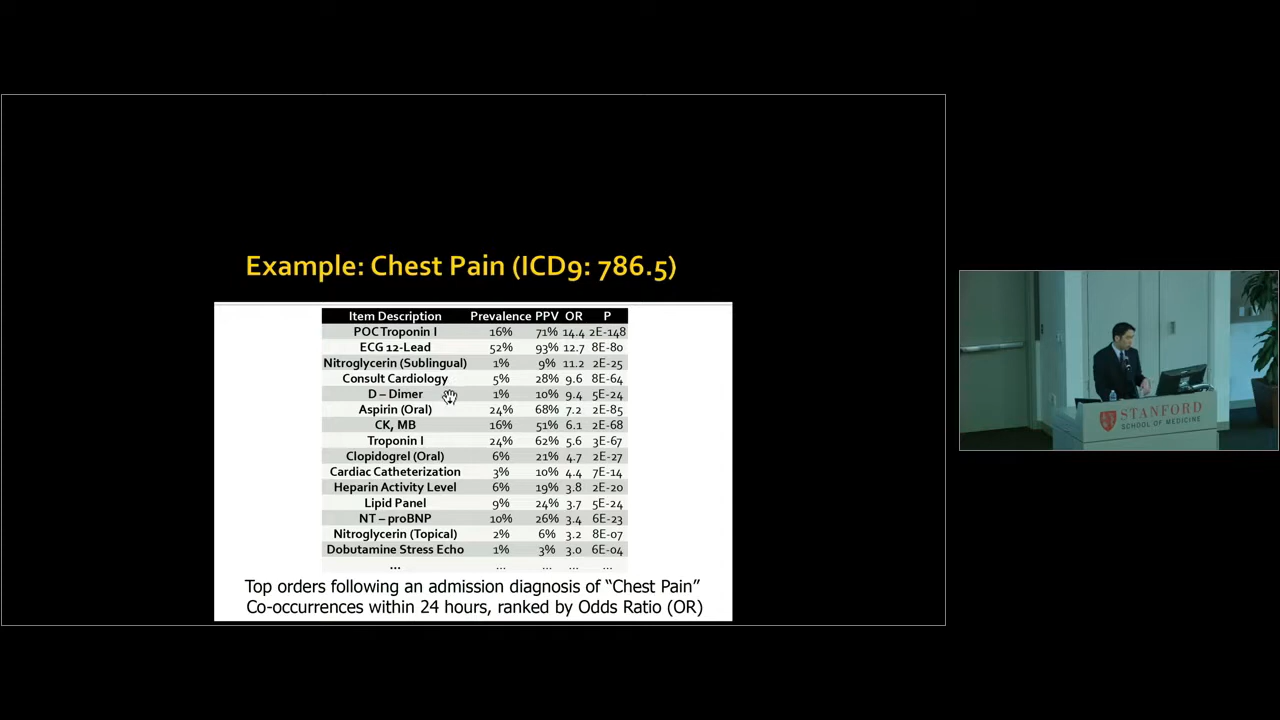 Example: Chest Pain (ICD9: 786.5)
Item Description Prevalence PPV OR P
POC Troponin I 16% 71% 14.4 2E-148
ECG 12-Lead 52% 93% 12.7 8E-80
Nitroglycerin (Sublingual) 1% 9% 11.2 2E-25
Consult Cardiology 5% 28% 9.6 8E-64
D – Dimer 1% 10% 9.4 5E-24
Aspirin (Oral) 24% 68% 7.2 2E-85
CK, MB 16% 51% 6.1 2E-68
Troponin I 24% 62% 5.6 3E-67
Clopidogrel (Oral) 6% 21% 4.7 2E-27
Cardiac Catheterization 3% 10% 4.4 7E-14
Heparin Activity Level 6% 19% 3.8 2E-20
Lipid Panel 9% 24% 3.7 5E-24
NT – proBNP 10% 26% 3.4 6E-23
Nitroglycerin (Topical) 2% 6% 3.2 8E-07
Dobutamine Stress Echo 1% 3% 3.0 6E-04
... ... ... ... ...
Top orders following an admission diagnosis of “Chest Pain”
Co-occurrences within 24 hours, ranked by Odds Ratio (OR)
STANFORD
SCHOOL OF MEDICINE